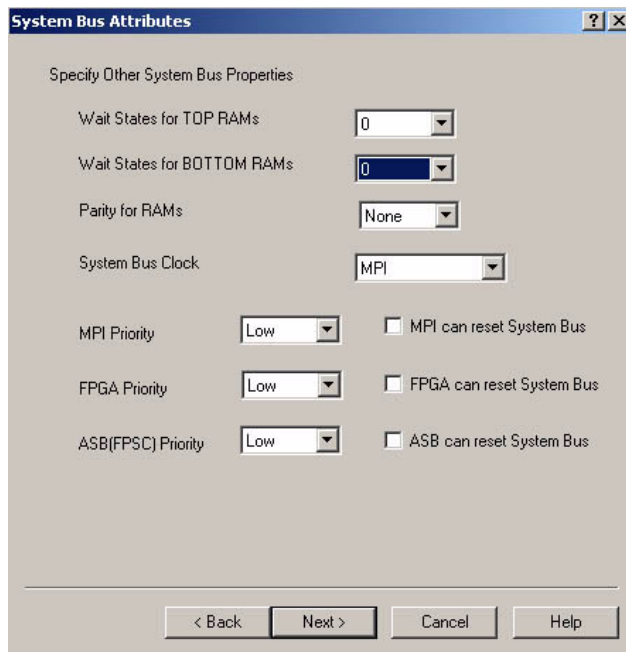 System Bus Attributes
Specify Other System Bus Properties
Wait States for TOP RAMs 0
Wait States for BOTTOM RAMs 0
Parity for RAMs None
System Bus Clock MPI
MPI Priority Low MPI can reset System Bus
FPGA Priority Low FPGA can reset System Bus
ASB(FPSC) Priority Low ASB can reset System Bus
< Back Next > Cancel Help